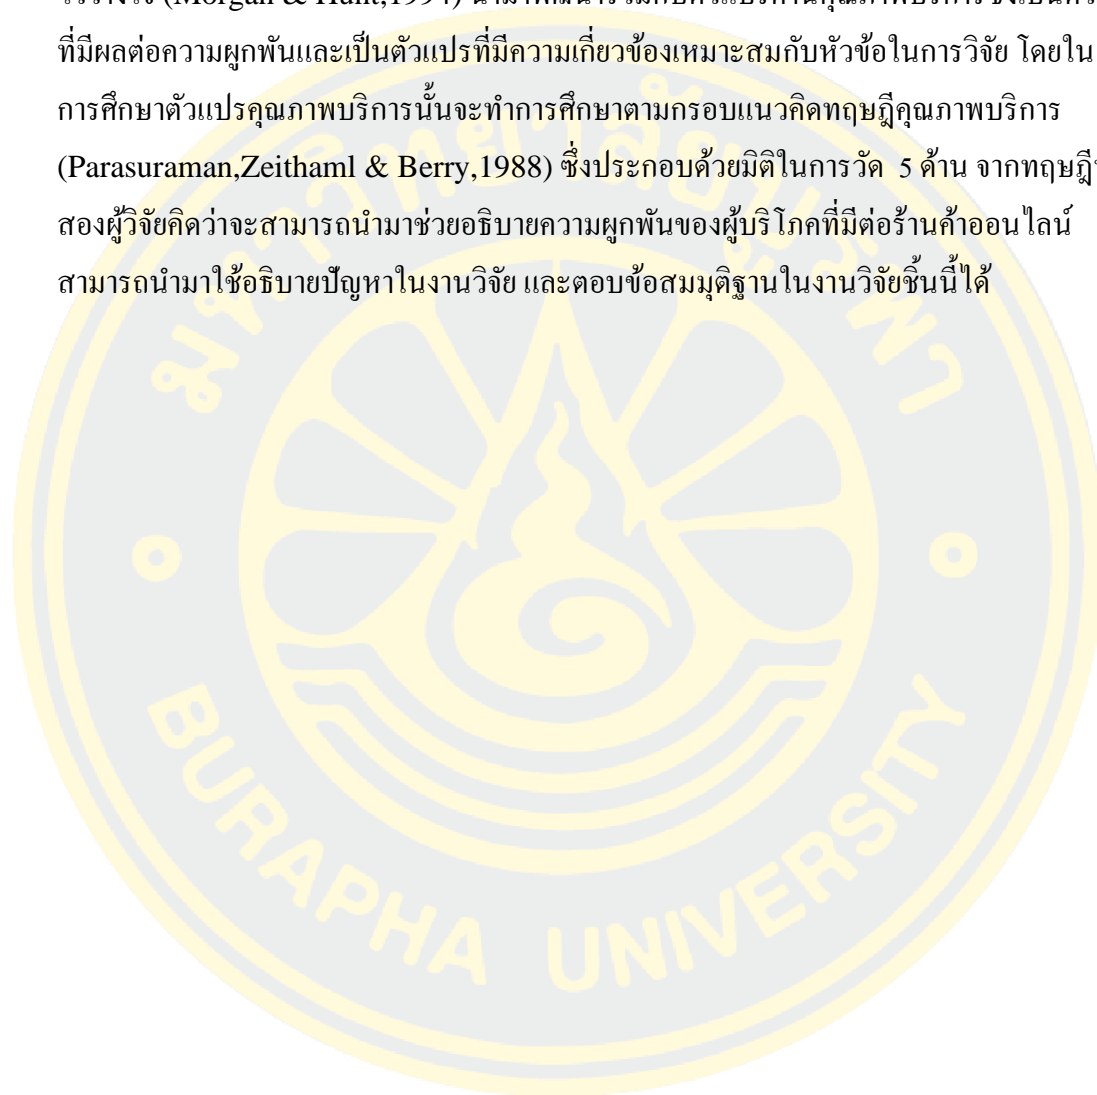 (Morgan & Hunt,1994)
ที่มีผลต่อความผูกพันและเป็นตัวแปรที่มีความเกี่ยวข้องเหมาะสมกับหัวข้อในการวิจัย โดยใน
การศึกษาตัวแปรคุณภาพบริการนั้นจะทำการศึกษาตามกรอบแนวคิดทฤษฎีคุณภาพบริการ
(Parasuraman,Zeithaml & Berry,1988) ซึ่งประกอบด้วยมิติในการวัด 5 ด้าน จากทฤษฎี
สองผู้วิจัยคิดว่าจะสามารถนำมาช่วยอธิบายความผูกพันของผู้บริโภคที่มีต่อร้านค้าออนไลน์
สามารถนำมาใช้อธิบายปัญหาในงานวิจัย และตอบข้อสมมุติฐานในงานวิจัยชิ้นนี้ได้
มหาวิทยาลัยบูรพา
BURAPHA UNIVERSITY